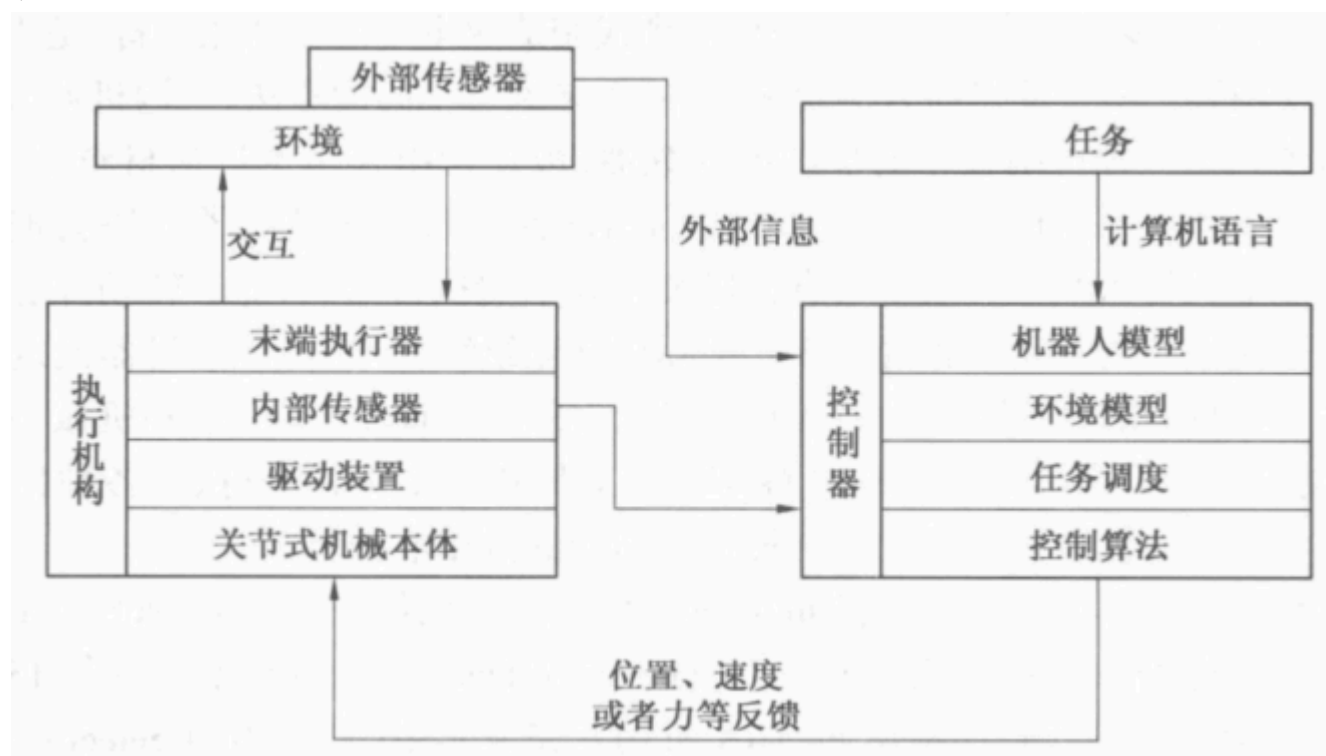 外部传感器
环境
任务
交互
外部信息
计算机语言
执行机构
末端执行器
内部传感器
驱动装置
关节式机械本体
控制器
机器人模型
环境模型
任务调度
控制算法
位置、速度
或者力等反馈